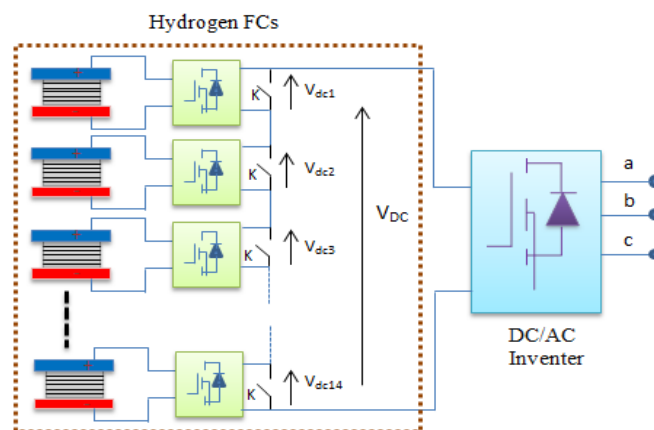 Hydrogen FCs
K
Vdc1
K
Vdc2
VDC
K
Vdc3
K
Vdc14
a
b
c
DC/AC
Inventer